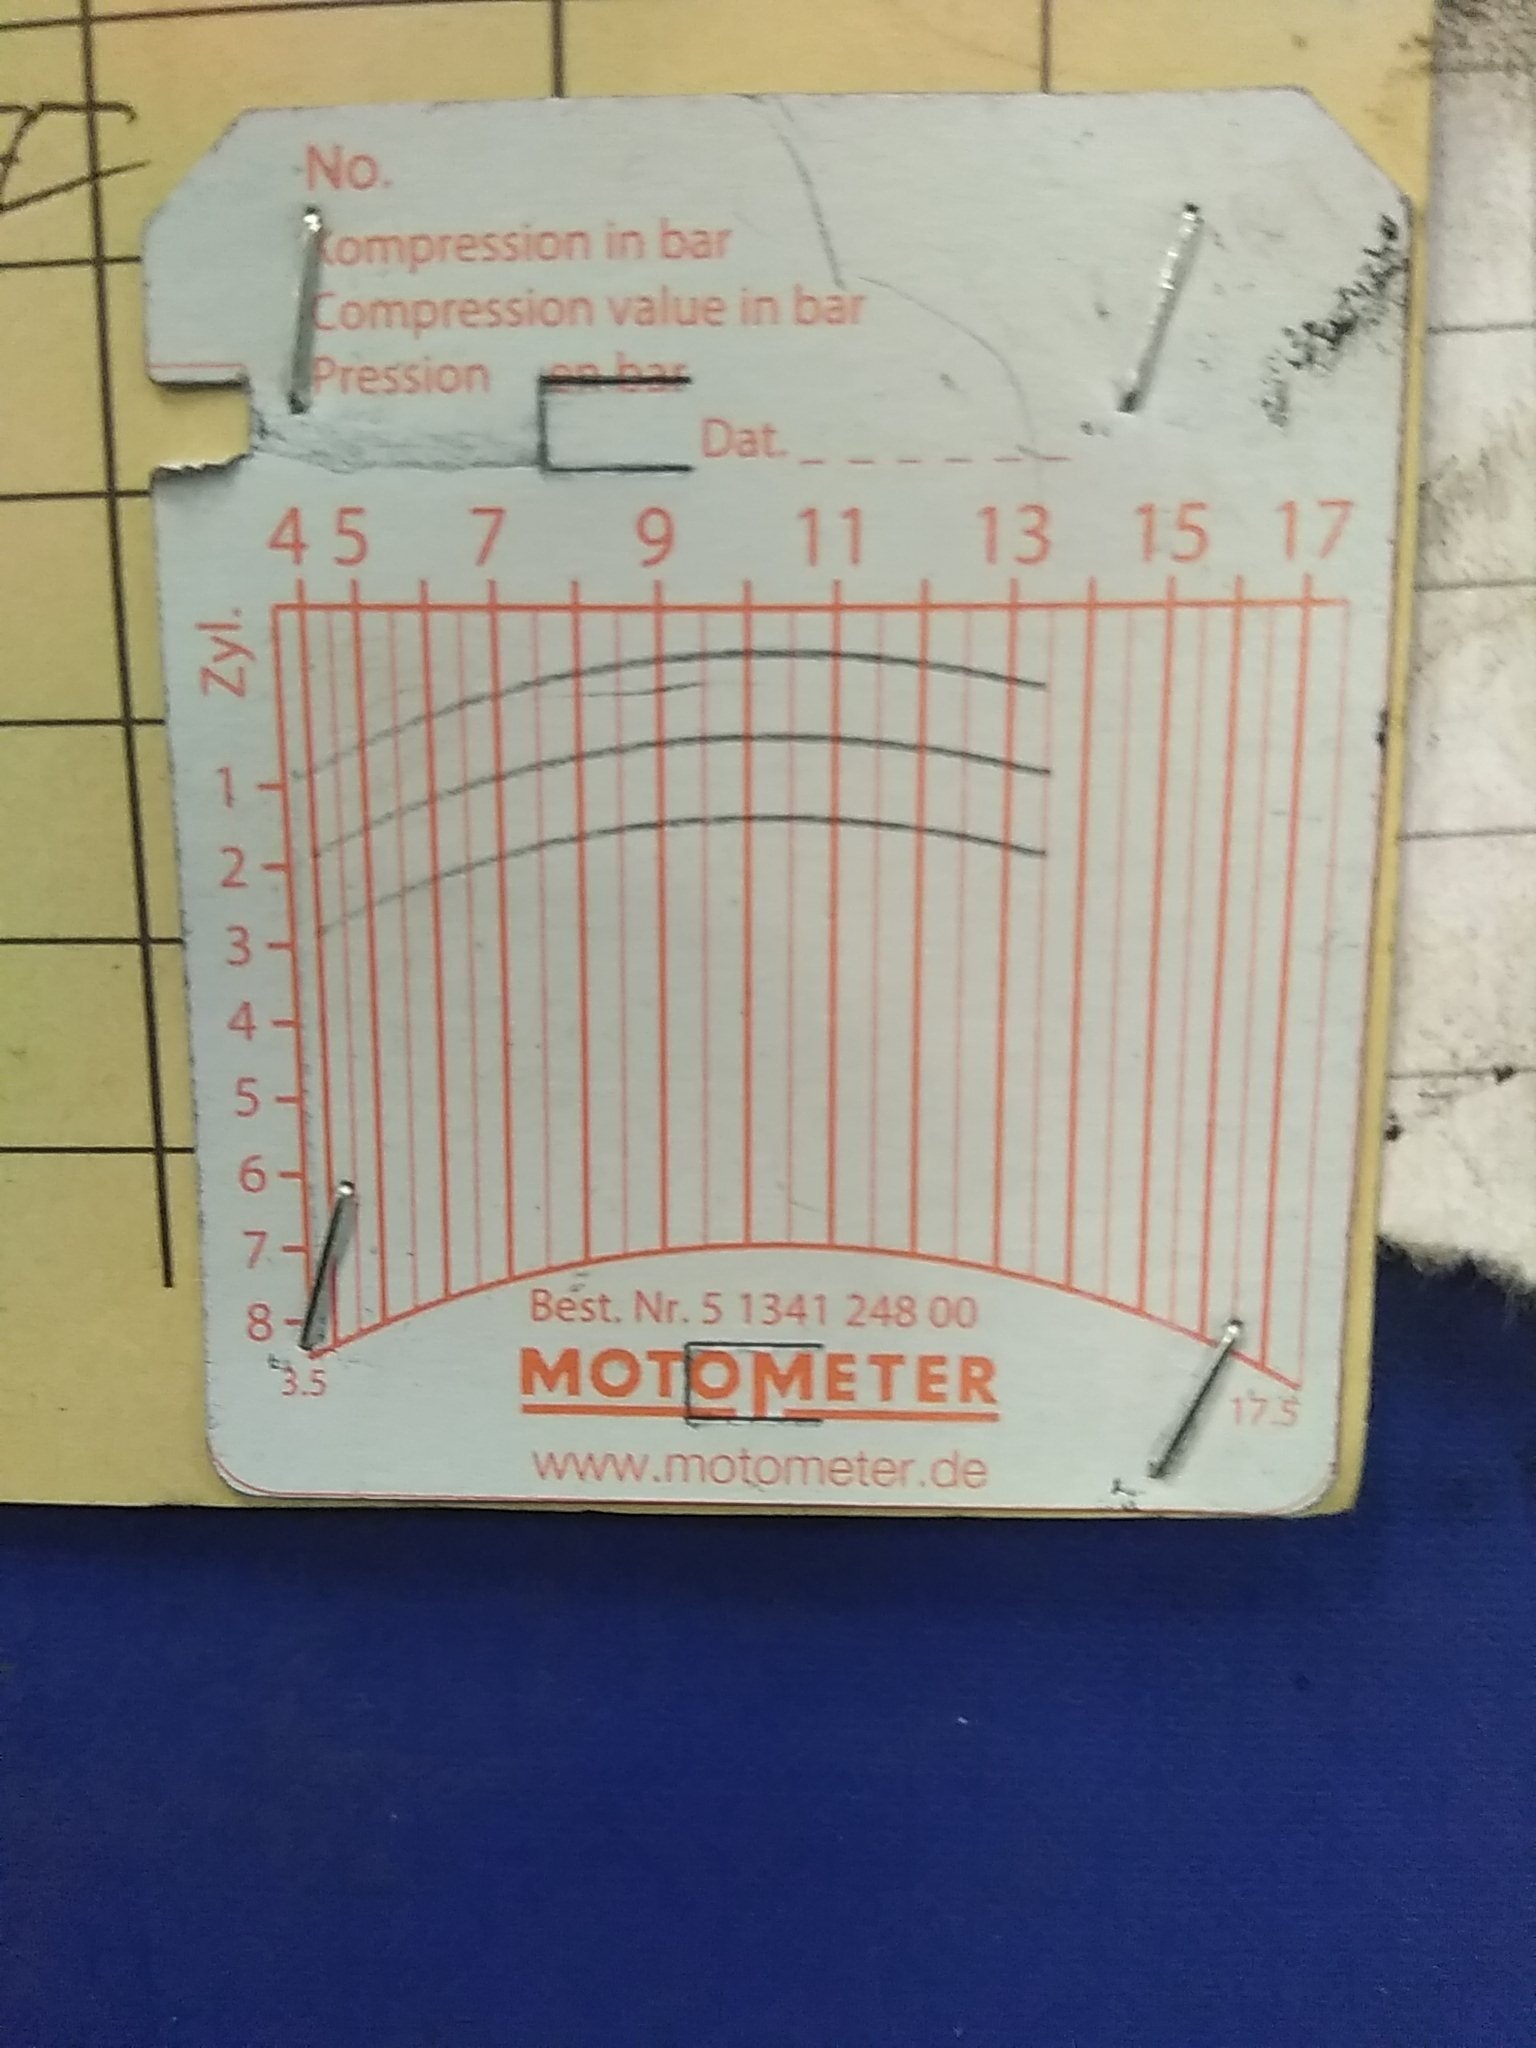 No.
Kompression in bar
Compression value in bar
Pression en bar
Dat.
4 5 7 9 11 13 15 17
Zyl.
1
2
3
4
5
6
7
8
3.5
17.5
Best. Nr. 5 1341 248 00
MOTOMETER
www.motometer.de